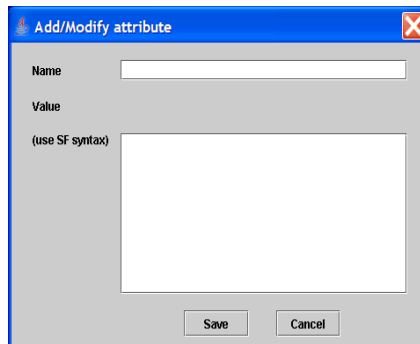 Add/Modify attribute
Name
Value
(use SF syntax)
Save Cancel